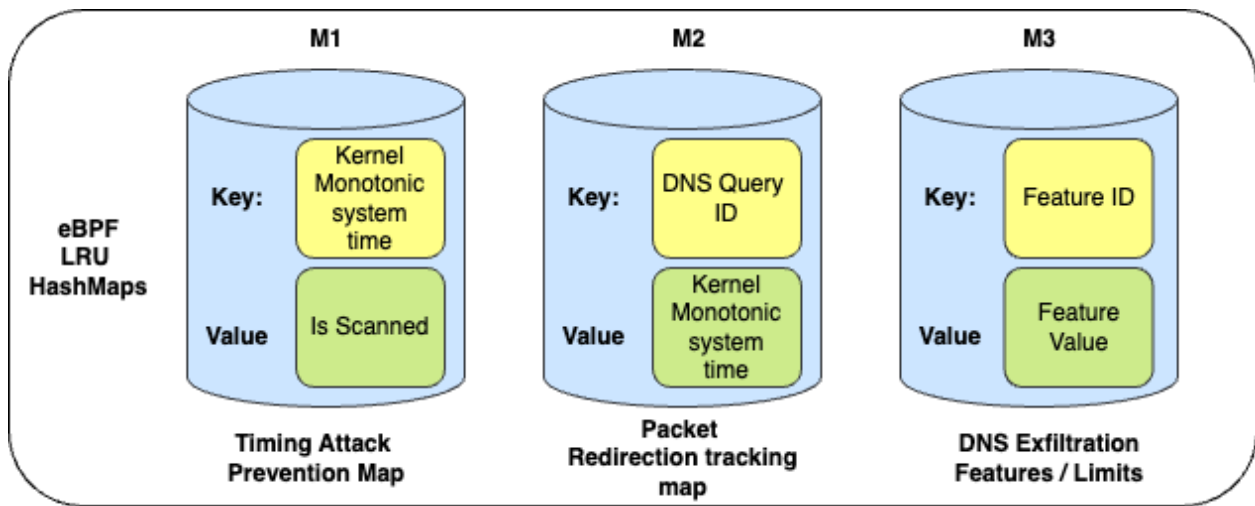 M1
M2
M3
eBPF
LRU
HashMaps
Key:
Kernel
Monotonic
system
time
Value
Is Scanned
Timing Attack
Prevention Map
Key:
DNS Query
ID
Value
Kernel
Monotonic
system
time
Packet
Redirection tracking
map
Key:
Feature ID
Value
Feature
Value
DNS Exfiltration
Features / Limits